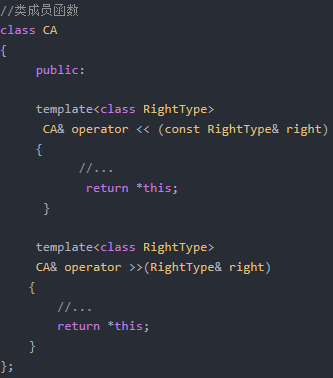 //类成员函数
class CA
{
public:
template<class RightType>
CA& operator << (const RightType& right)
{
//...
return *this;
}
template<class RightType>
CA& operator >>(RightType& right)
{
//...
return *this;
}
};